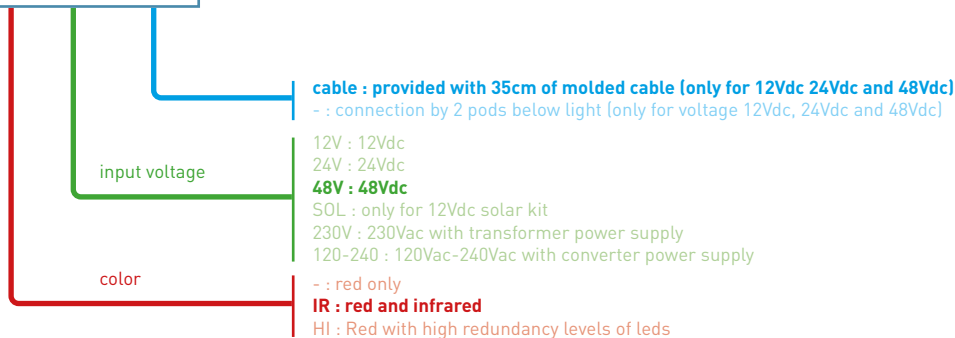 cable : provided with 35cm of molded cable (only for 12Vdc 24Vdc and 48Vdc)
- : connection by 2 pods below light (only for voltage 12Vdc, 24Vdc and 48Vdc)
12V : 12Vdc
24V : 24Vdc
input voltage
48V : 48Vdc
SOL : only for 12Vdc solar kit
230V : 230Vac with transformer power supply
120-240 : 120Vac-240Vac with converter power supply
color
- : red only
IR : red and infrared
HI : Red with high redundancy levels of leds